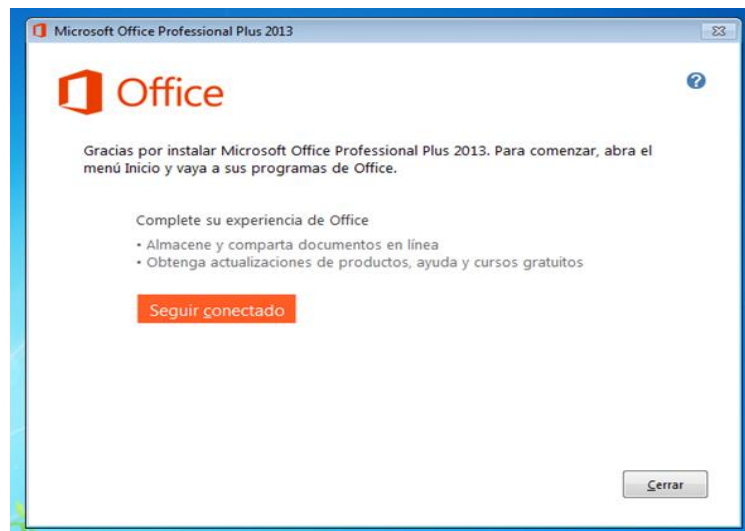 Microsoft Office Professional Plus 2013
Office
Gracias por instalar Microsoft Office Professional Plus 2013. Para comenzar, abra el
menú Inicio y vaya a sus programas de Office.
Complete su experiencia de Office
• Almacene y comparta documentos en línea
• Obtenga actualizaciones de productos, ayuda y cursos gratuitos
Seguir conectado
Cerrar